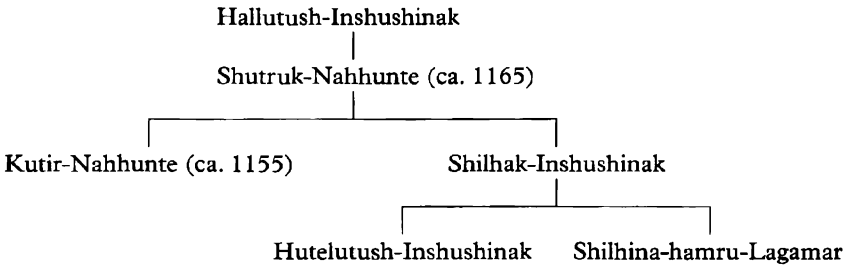 Hallutush-Inshushinak
Shutruk-Nahhunte (ca. 1165)
Kutir-Nahhunte (ca. 1155) Shilhak-Inshushinak
Hutelutush-Inshushinak Shilhina-hamru-Lagamar